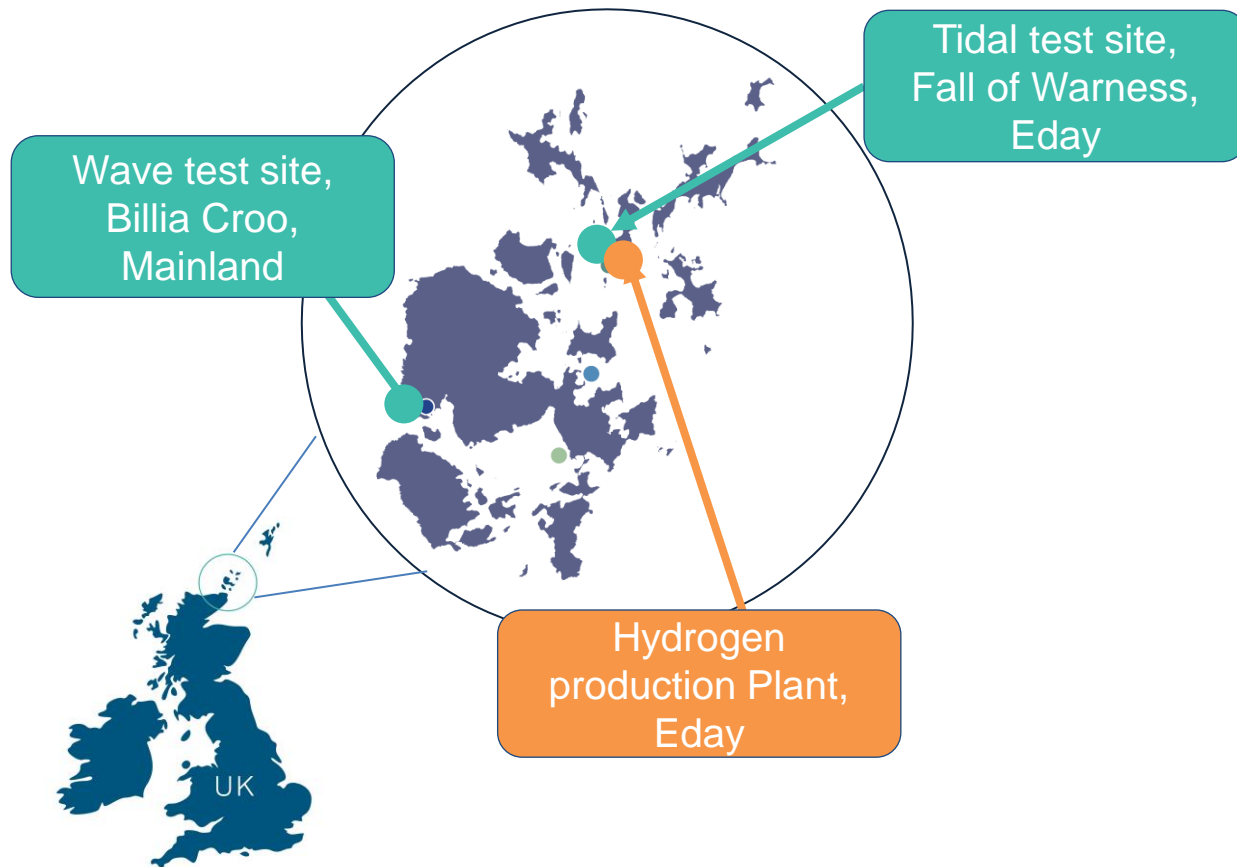 Tidal test site,
Fall of Warness,
Eday
Wave test site,
Billia Croo,
Mainland
Hydrogen
production Plant,
Eday
UK